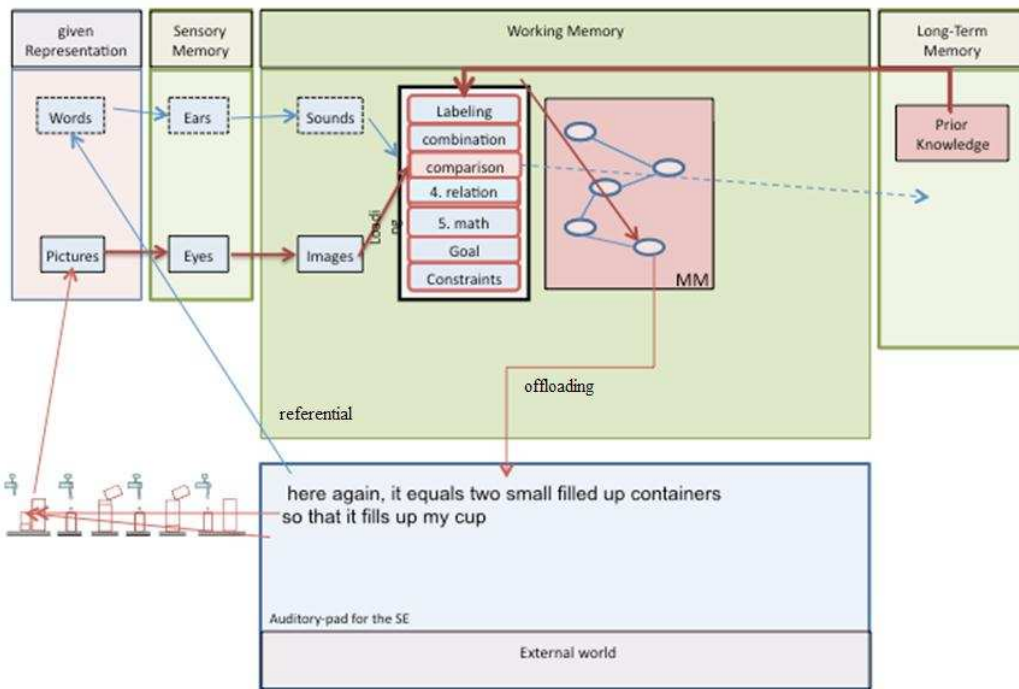 given
Representation
Sensory
Memory
Working Memory
Long-Term
Memory
Words
Ears
Sounds
Labeling
combination
comparison
4. relation
5. math
Goal
Constraints
Prior
Knowledge
Loadi
ng
Pictures
Eyes
Images
MM
offloading
referential
here again, it equals two small filled up containers
so that it fills up my cup
Auditory-pad for the SE
External world